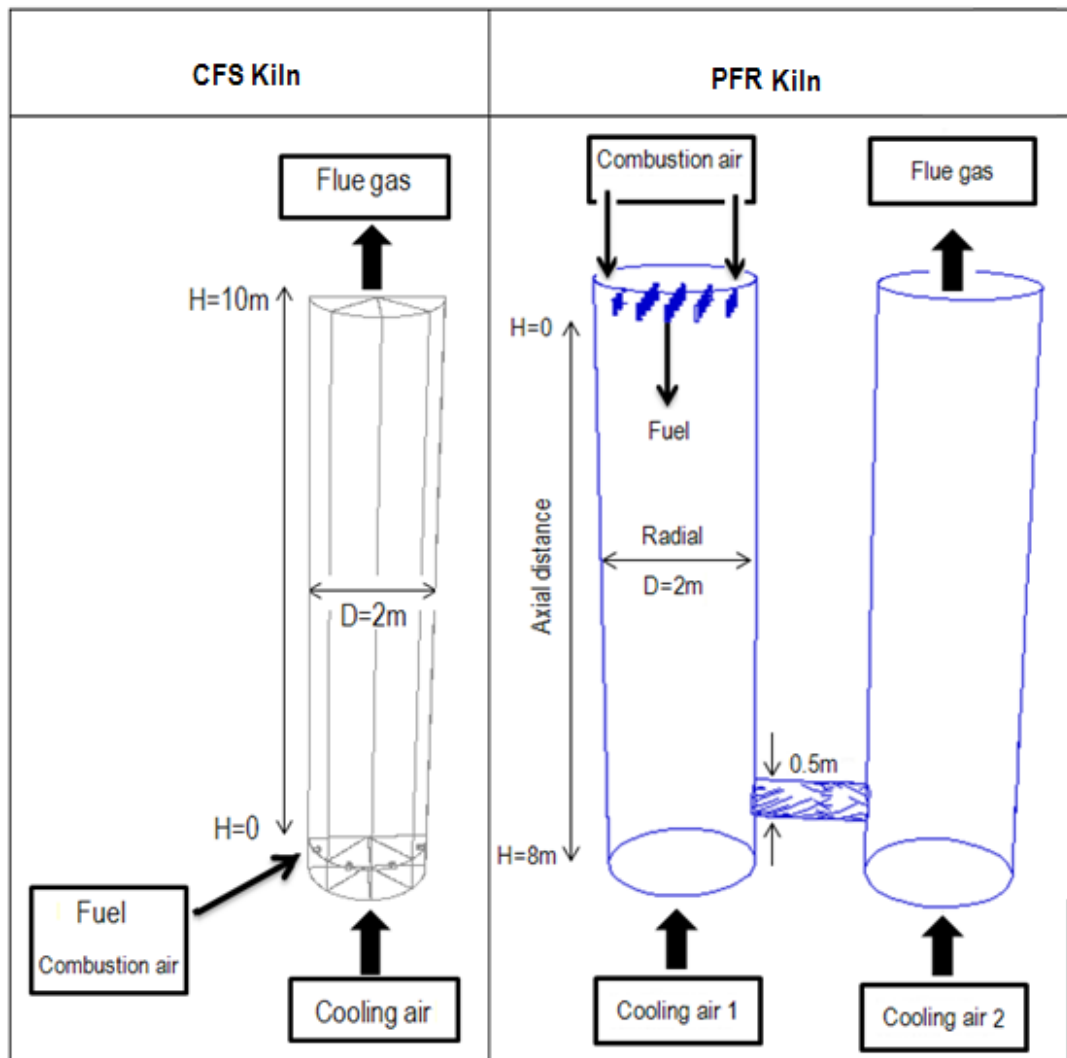 CFS Kiln
PFR Kiln
Flue gas
H=10m
D=2m
H=0
Fuel
Combustion air
Cooling air
Combustion air
Flue gas
H=0
Fuel
Axial distance
Radial
D=2m
0.5m
H=8m
Cooling air 1
Cooling air 2